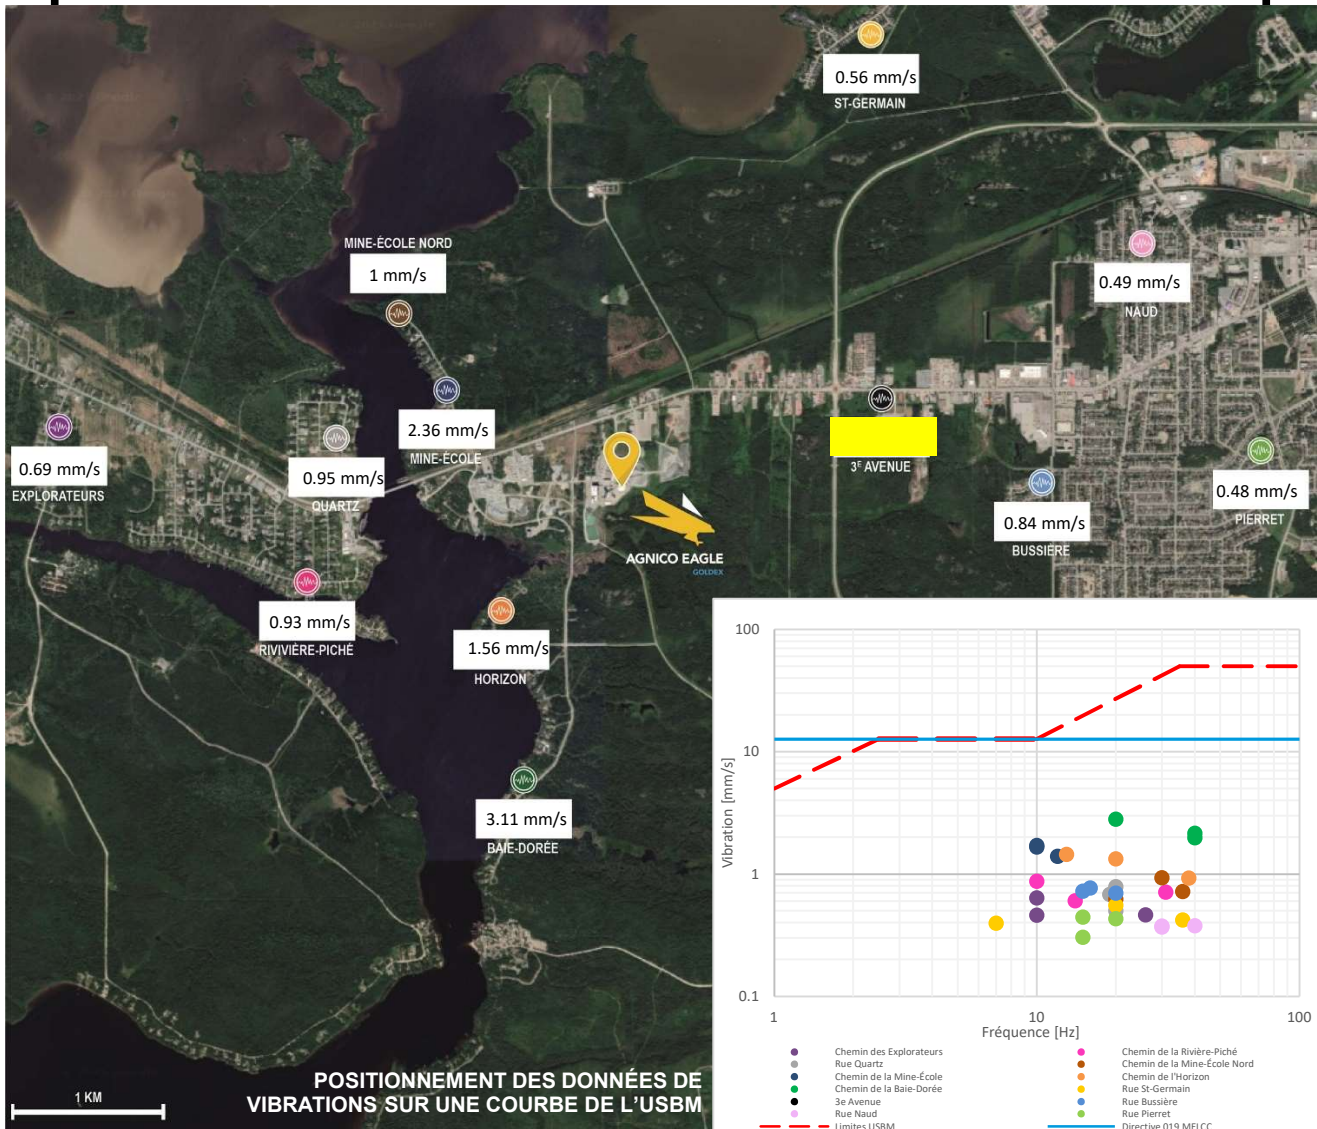 0.56 mm/s
ST-GERMAIN
MINE-ÉCOLE NORD
1 mm/s
0.49 mm/s
NAUD
2.36 mm/s
MINE-ÉCOLE
0.69 mm/s
EXPLORATEURS
0.95 mm/s
QUARTZ
3E AVENUE
0.48 mm/s
PIERRET
0.84 mm/s
BUSSIÈRE
AGNICO EAGLE
GOLDEX
0.93 mm/s
RIVIVIÈRE-PICHÉ
1.56 mm/s
HORIZON
3.11 mm/s
BAIE-DORÉE
100
10
1
0.1
Vibration [mm/s]
1 10 100
Fréquence [Hz]
Chemin des Explorateurs
Chemin de la Rivière-Piché
Rue Quartz
Chemin de la Mine-École Nord
Chemin de la Mine-École
Chemin de l'Horizon
Chemin de la Baie-Dorée
Rue St-Germain
3e Avenue
Rue Bussière
Rue Naud
Rue Pierret
Limites USBM
Directive 019 MELCC
POSITIONNEMENT DES DONNÉES DE
VIBRATIONS SUR UNE COURBE DE L'USBM
1 KM